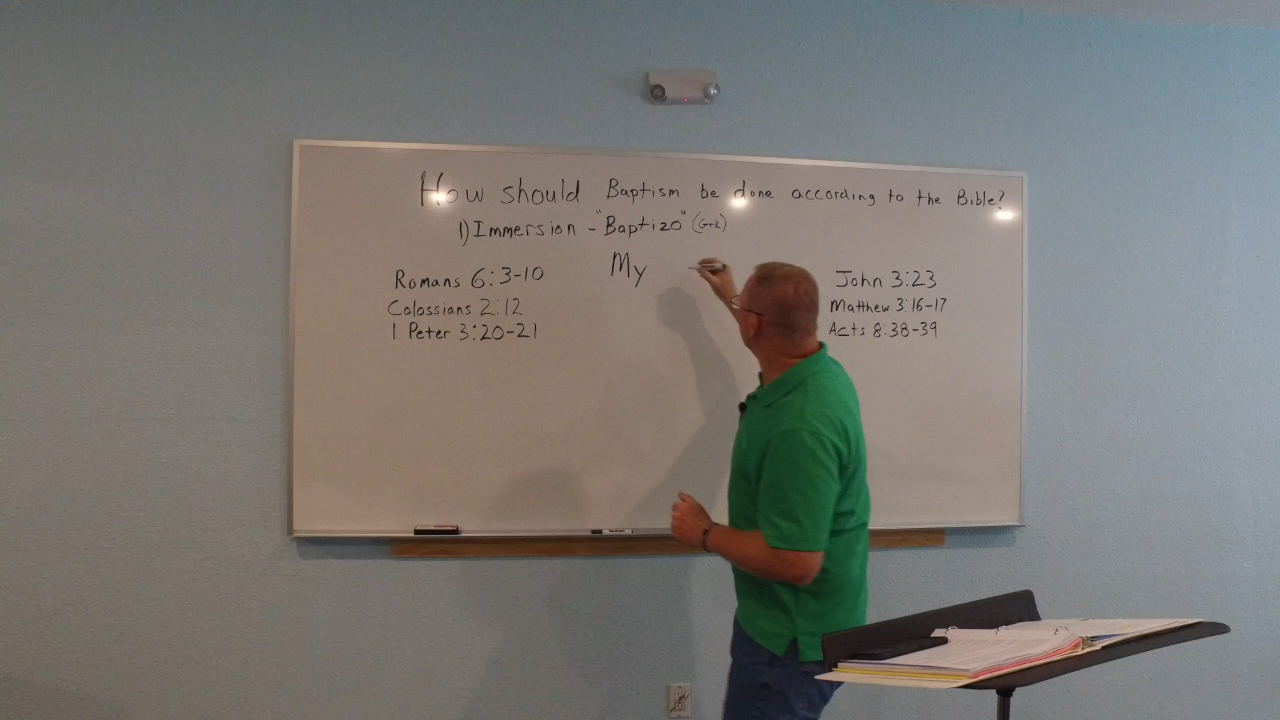 How should Baptism be done according to the Bible?
1) Immersion - "Baptizo" (Grk)
My
Romans 6:3-10
Colossians 2:12
1 Peter 3:20-21
John 3:23
Matthew 3:16-17
Acts 8:38-39